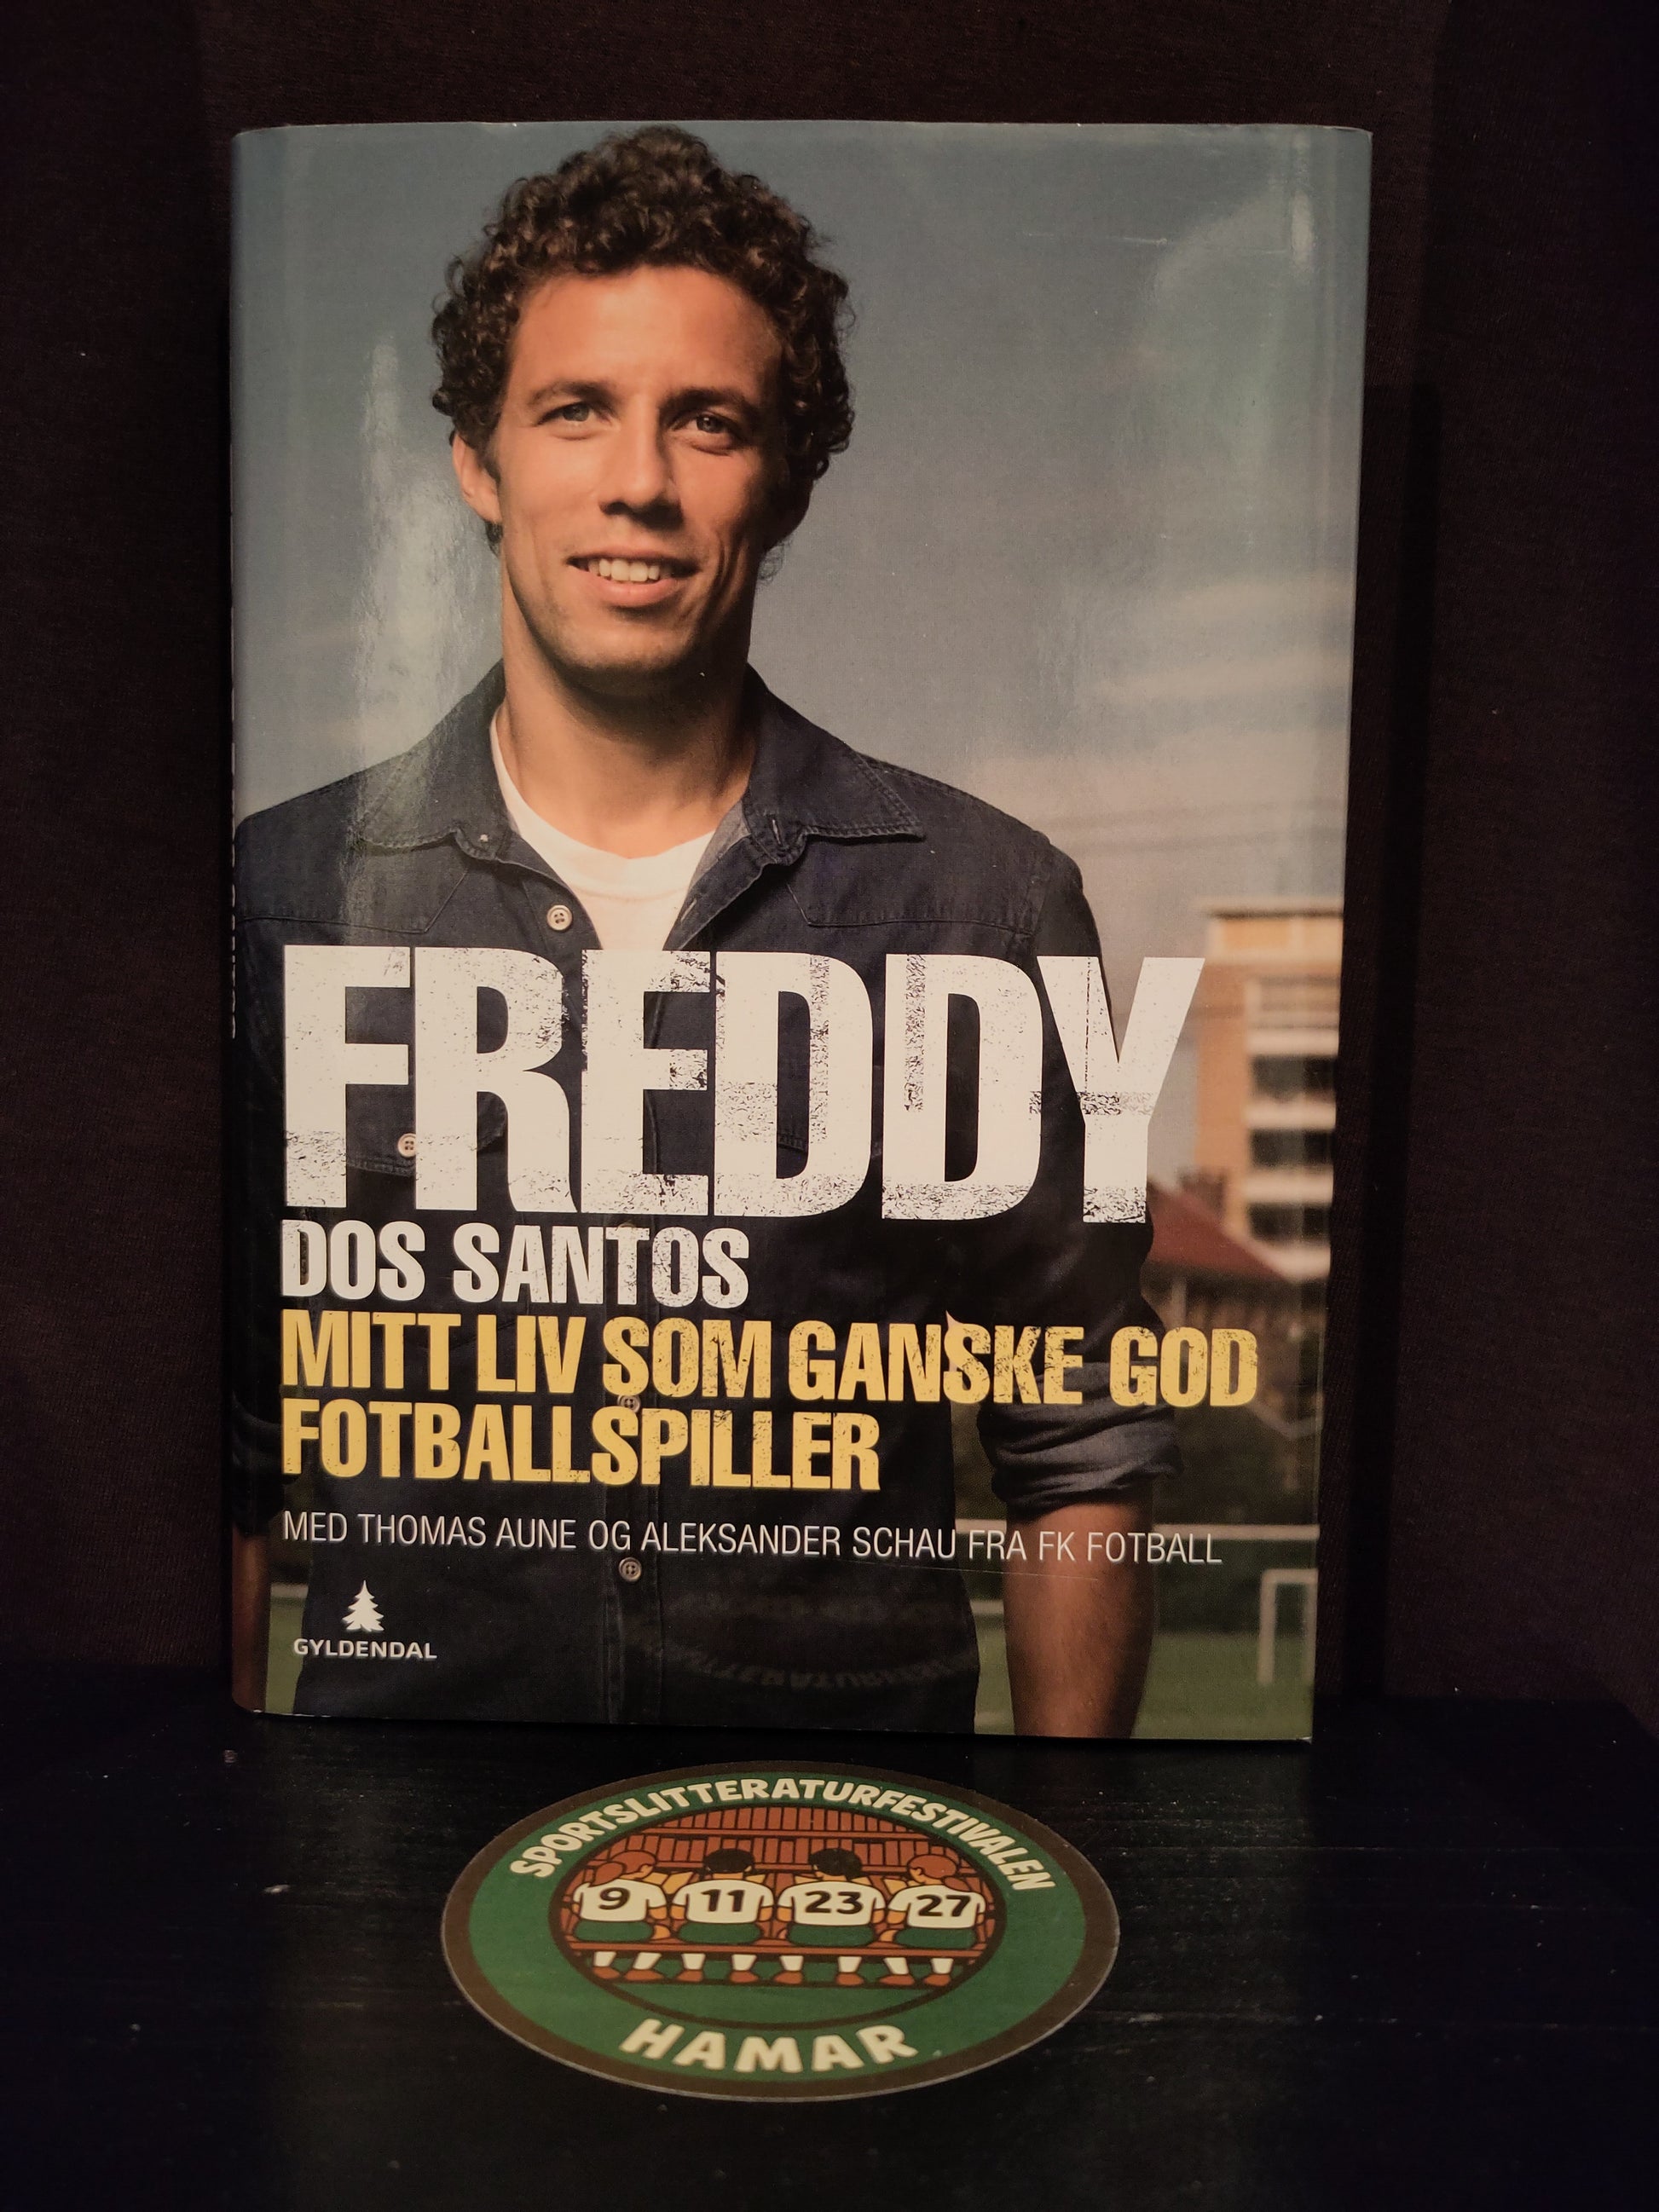 FREDDY
DOS SANTOS
MITT LIV SOM GANSKE GOD
FOTBALLSPILLER
MED THOMAS AUNE OG ALEKSANDER SCHAU FRA FK FOTBALL
GYLDENDAL
SPORTSLITTERATURFESTIVALEN
9 11 23 27
HAMAR